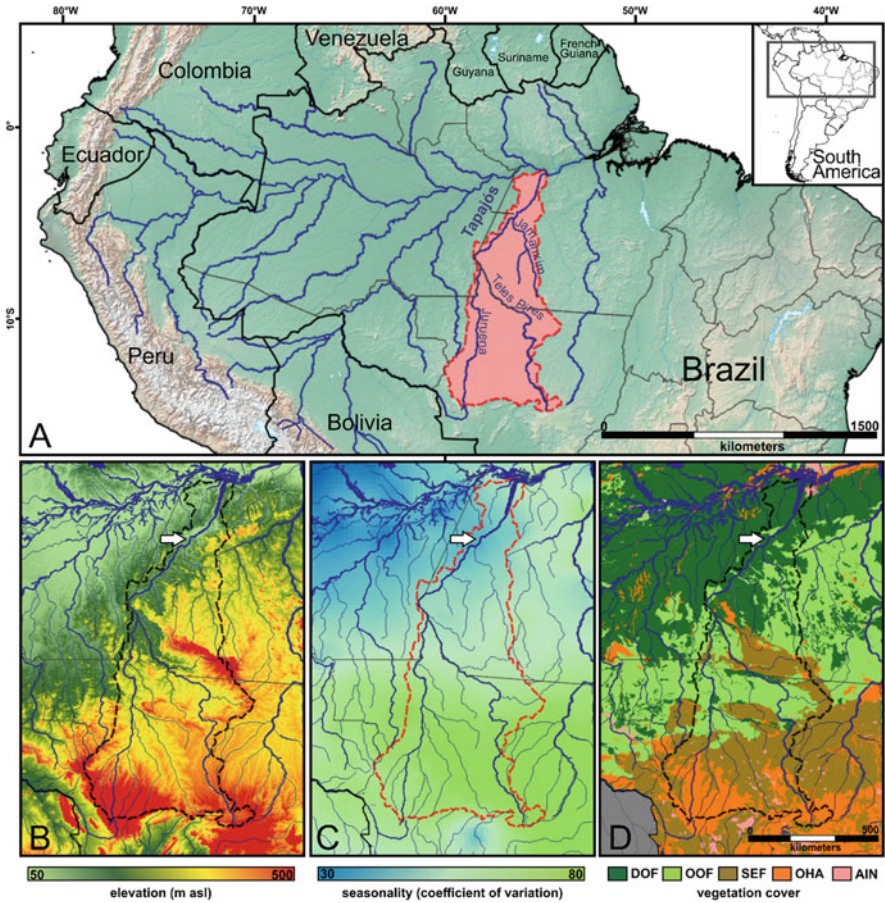 80°W 70°W 60°W 50°W 40°W
Venezuela
Colombia
Guyana
Suriname
French
Guiana
0°
Ecuador
South
America
Tapajós
Jamanxim
Teles Pires
10°S
Juruena
Peru
Brazil
Bolivia
A
0 1500
kilometers
B
C
D
0 500
kilometers
50 500
elevation (m asl)
30 80
seasonality (coefficient of variation)
DOF OOF SEF OHA AIN
vegetation cover